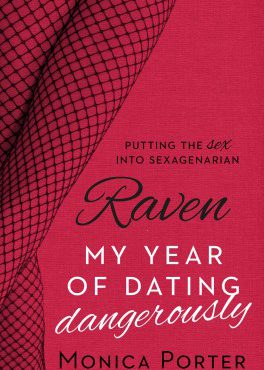 PUTTING THE sex
INTO SEXAGENARIAN
Raven
MY YEAR
OF DATING
dangerously
MONICA PORTER